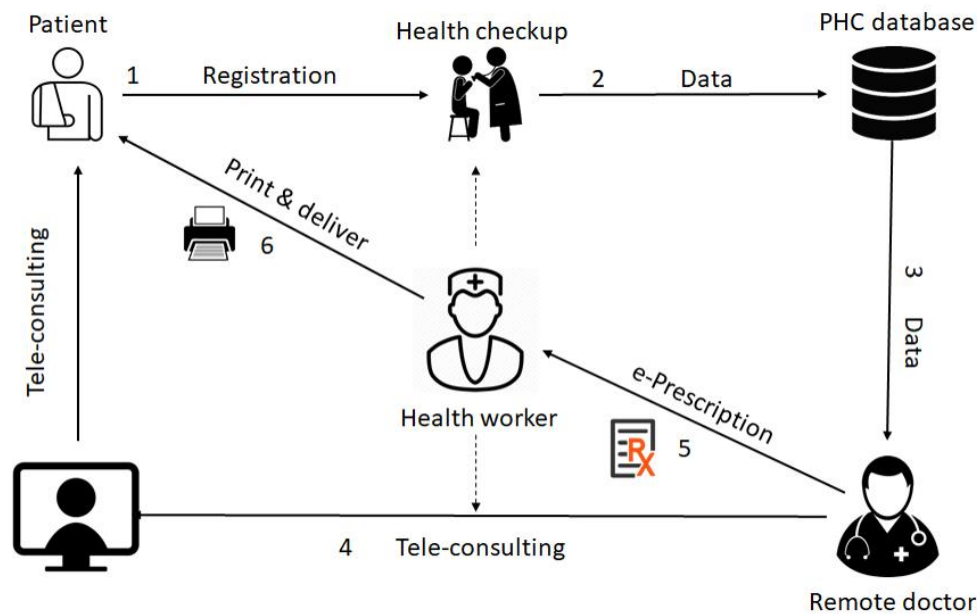 Patient
Health checkup
PHC database
1 Registration
2 Data
Print & deliver
6
3 Data
Tele-consulting
Health worker
e-Prescription
Rx 5
4 Tele-consulting
Remote doctor